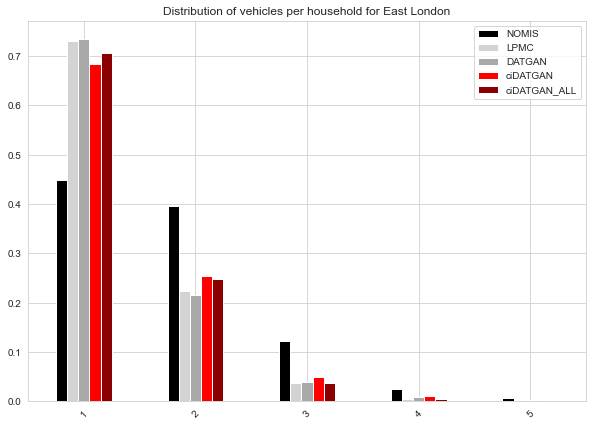 Distribution of vehicles per household for East London
NOMIS
LPMC
DATGAN
ciDATGAN
ciDATGAN_ALL
0.7
0.6
0.5
0.4
0.3
0.2
0.1
0.0
1
2
3
4
5